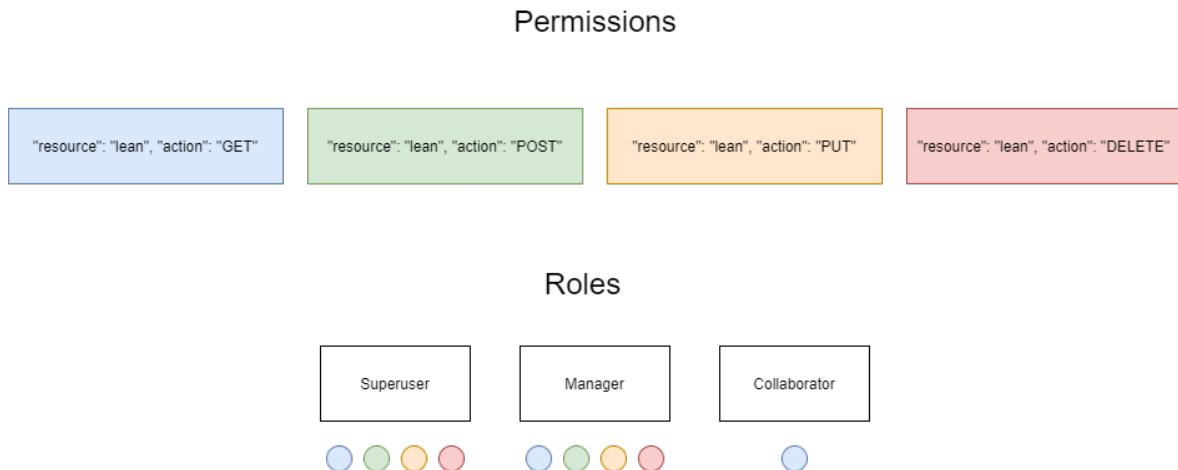 Permissions
"resource": "lean", "action": "GET"
"resource": "lean", "action": "POST"
"resource": "lean", "action": "PUT"
"resource": "lean", "action": "DELETE"
Roles
Superuser
Manager
Collaborator